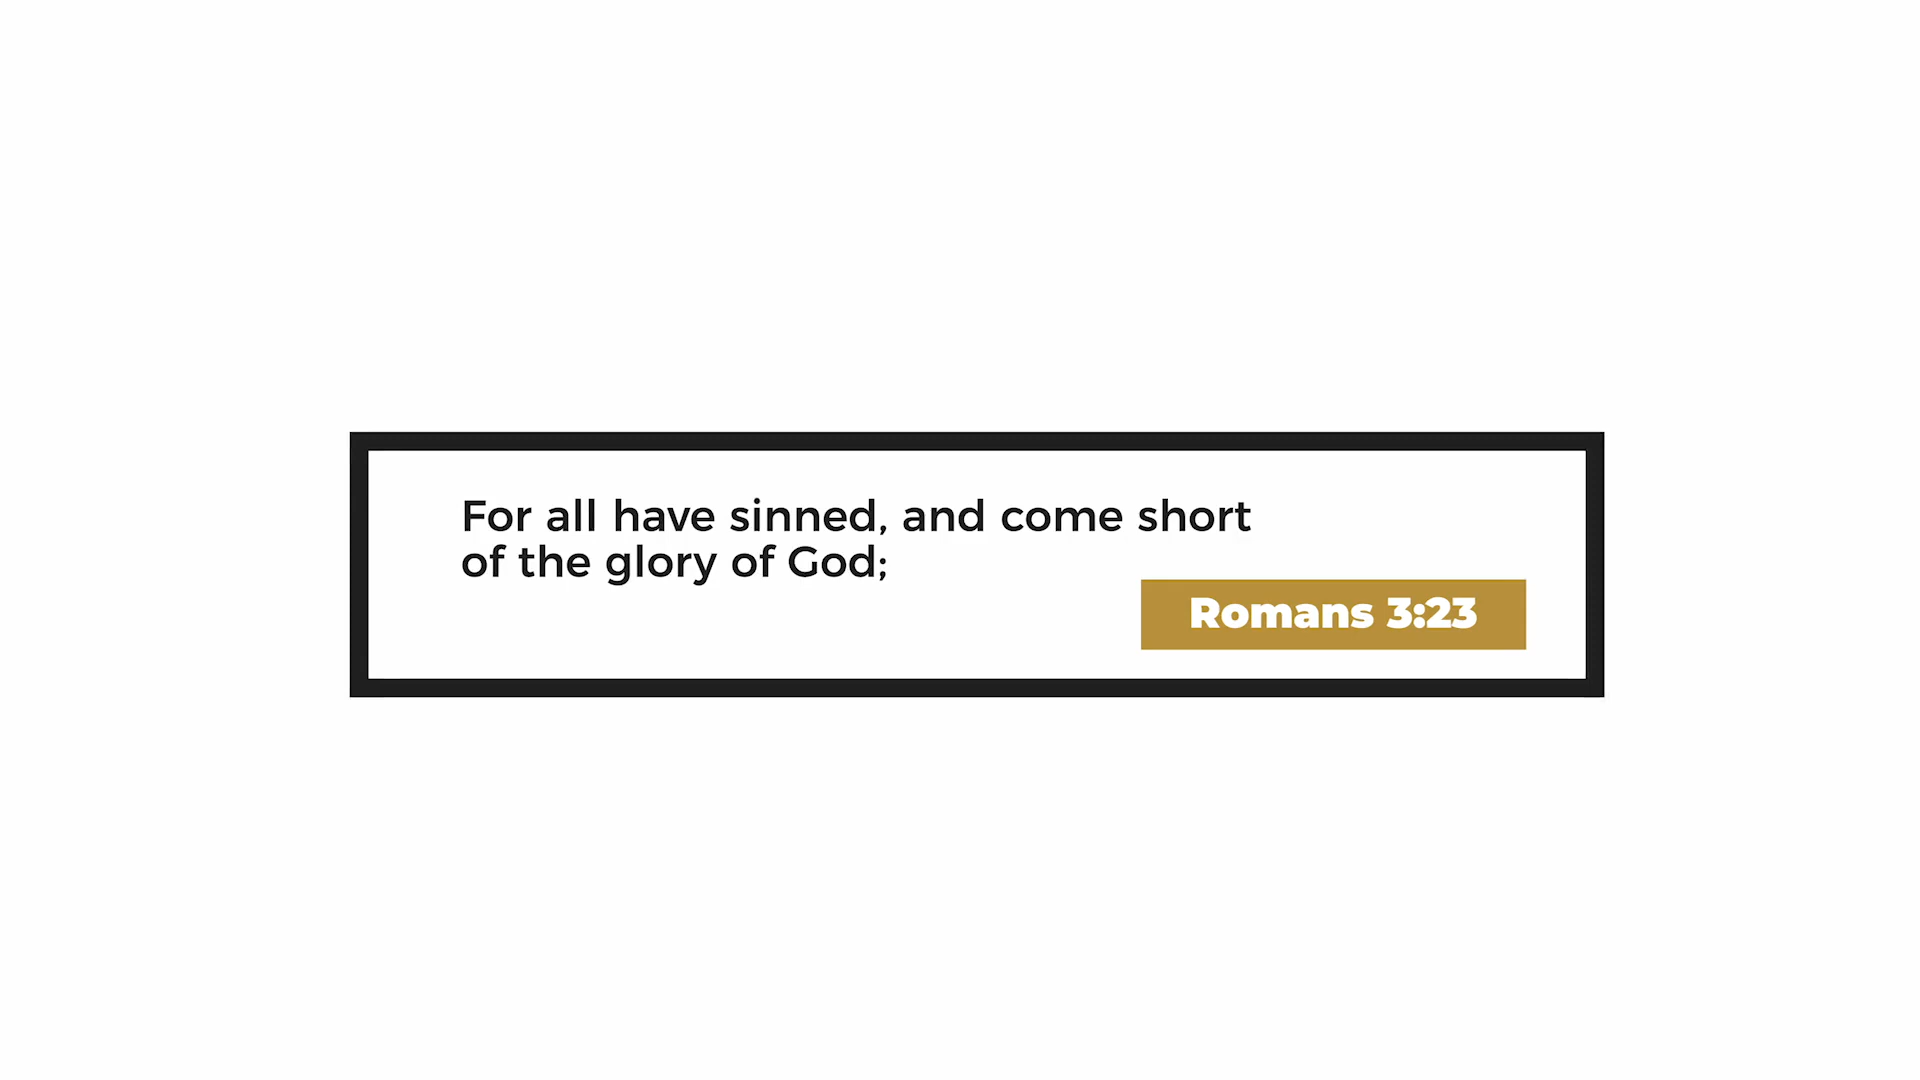 For all have sinned, and come short
of the glory of God;
Romans 3:23